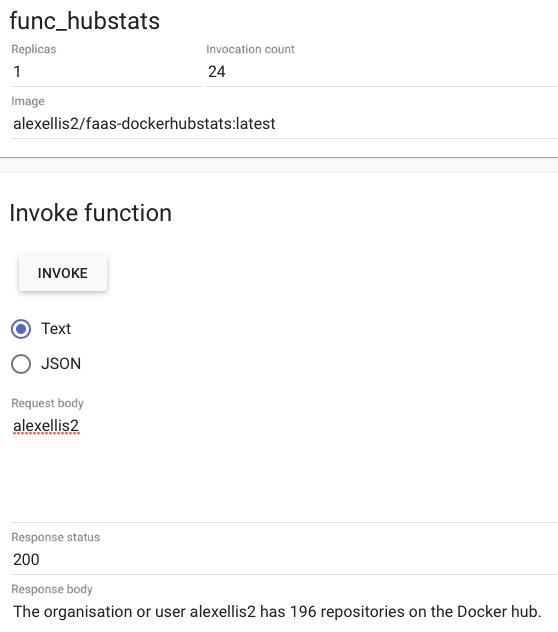 func_hubstats
Replicas Invocation count
1 24
Image
alexellis2/faas-dockerhubstats:latest
Invoke function
INVOKE
Text
JSON
Request body
alexellis2
Response status
200
Response body
The organisation or user alexellis2 has 196 repositories on the Docker hub.